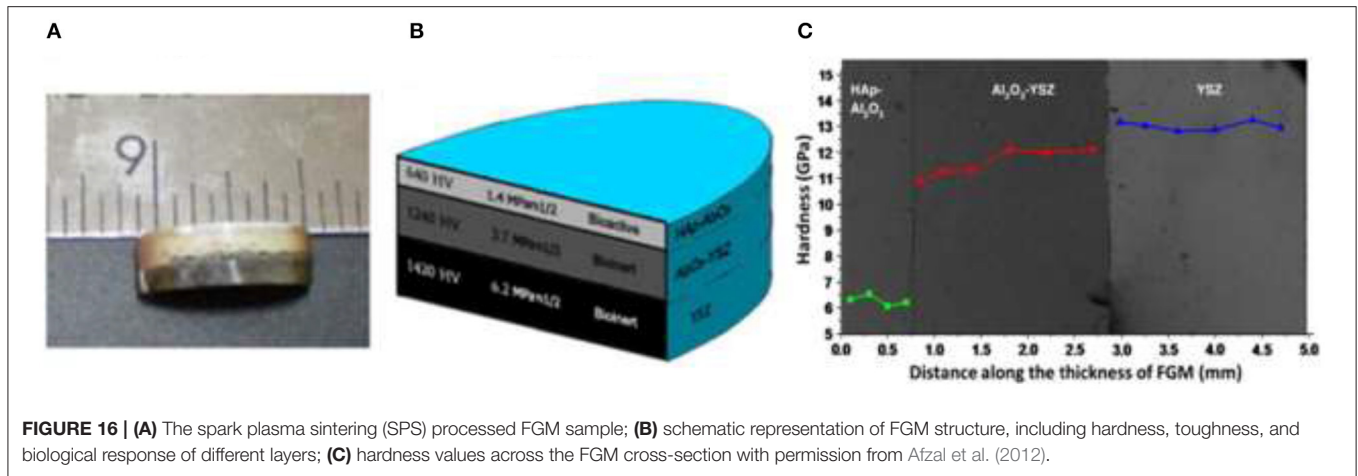 A
B
C
9
640 HV 1.4 MPam1/2 Bioactive
1240 HV 3.7 MPam1/2 Bioinert
1420 HV 6.2 MPam1/2 Bioinert
HAp-Al2O3
Al2O3-YSZ
YSZ
HAp-
Al₂O₃
Al₂O₃-YSZ
YSZ
Hardness (GPa)
15
14
13
12
11
10
9
8
7
6
5
0.0 0.5 1.0 1.5 2.0 2.5 3.0 3.5 4.0 4.5 5.0
Distance along the thickness of FGM (mm)
FIGURE 16 | (A) The spark plasma sintering (SPS) processed FGM sample; (B) schematic representation of FGM structure, including hardness, toughness, and
biological response of different layers; (C) hardness values across the FGM cross-section with permission from Afzal et al. (2012).